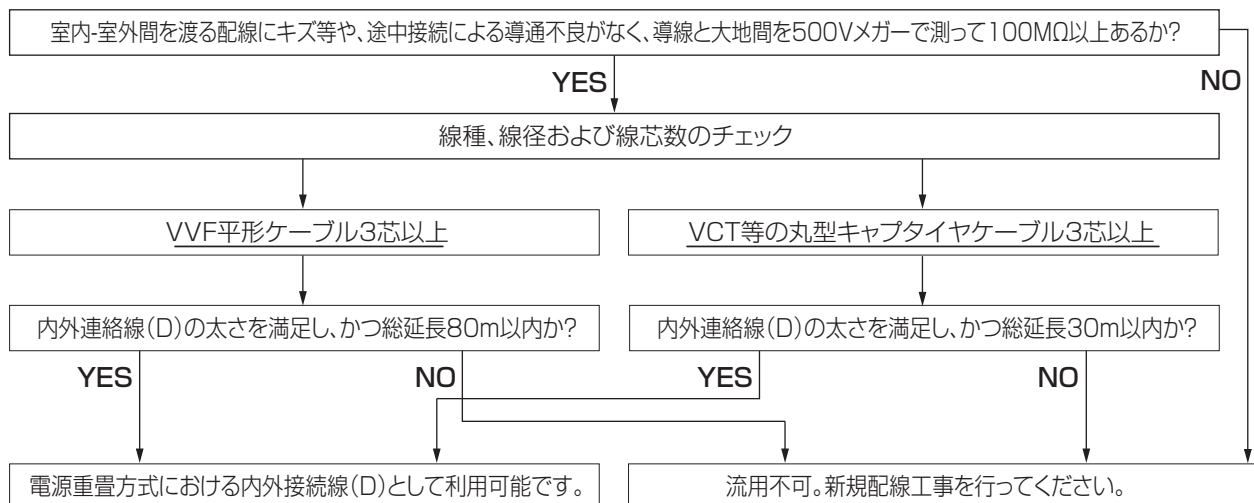 室内-室外間を渡る配線にキズ等や、途中接続による導通不良がなく、導線と大地間を500Vメガーで測って100MΩ以上あるか?
YES
NO
線種、線径および線芯数のチェック
VVF平形ケーブル3芯以上
VCT等の丸型キャプタイヤケーブル3芯以上
内外連絡線(D)の太さを満足し、かつ総延長80m以内か?
内外連絡線(D)の太さを満足し、かつ総延長30m以内か?
YES
NO
YES
NO
電源重畳方式における内外接続線(D)として利用可能です。
流用不可。新規配線工事を行ってください。